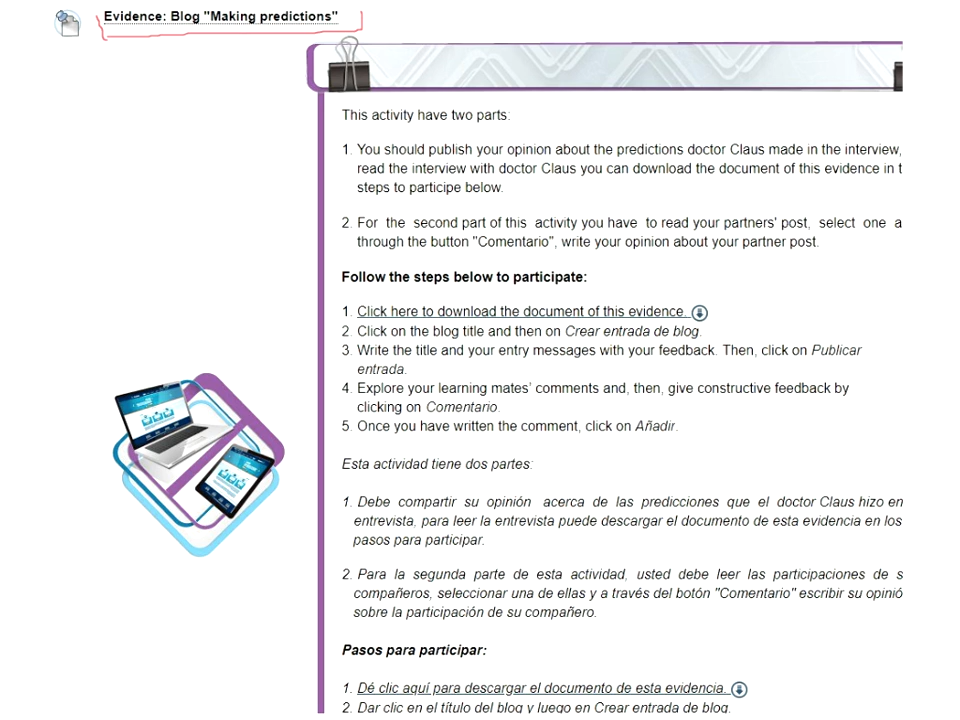 Evidence: Blog "Making predictions"
This activity have two parts:
1. You should publish your opinion about the predictions doctor Claus made in the interview,
read the interview with doctor Claus you can download the document of this evidence in t
steps to participe below.
2. For the second part of this activity you have to read your partners' post, select one a
through the button "Comentario", write your opinion about your partner post.
Follow the steps below to participate:
1. Click here to download the document of this evidence.
2. Click on the blog title and then on Crear entrada de blog.
3. Write the title and your entry messages with your feedback. Then, click on Publicar
entrada.
4. Explore your learning mates' comments and, then, give constructive feedback by
clicking on Comentario.
5. Once you have written the comment, click on Añadir.
Esta actividad tiene dos partes:
1. Debe compartir su opinión acerca de las predicciones que el doctor Claus hizo en
entrevista, para leer la entrevista puede descargar el documento de esta evidencia en los
pasos para participar.
2. Para la segunda parte de esta actividad, usted debe leer las participaciones de s
compañeros, seleccionar una de ellas y a través del botón "Comentario" escribir su opinió
sobre la participación de su compañero.
Pasos para participar:
1. Dé clic aquí para descargar el documento de esta evidencia.
2. Dar clic en el título del blog y luego en Crear entrada de blog.